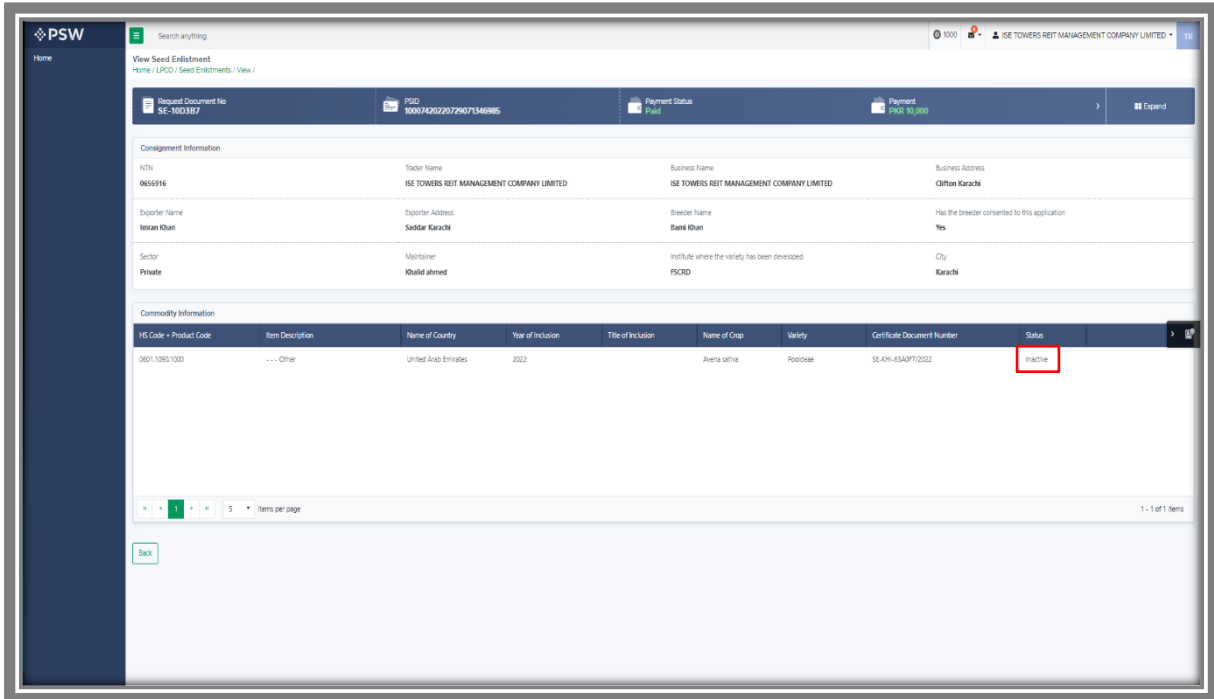 PSW
Search anything
1000
ISE TOWERS REIT MANAGEMENT COMPANY LIMITED
TR
Home
View Seed Enlistment
Home / LPCO / Seed Enlistments / View /
Request Document No
SE-10D3B7
PSID
10007420220729071346985
Payment Status
Paid
Payment
PKR 10,000
Expand
Consignment Information
NTN
Trader Name
Business Name
Business Address
0656916
ISE TOWERS REIT MANAGEMENT COMPANY LIMITED
ISE TOWERS REIT MANAGEMENT COMPANY LIMITED
Clifton Karachi
Exporter Name
Exporter Address
Breeder Name
Has the breeder consented to this application
Imran Khan
Saddar Karachi
Bami Khan
Yes
Sector
Maintainer
Institute where the variety has been developed
City
Private
Khalid ahmed
FSCRD
Karachi
Commodity Information
HS Code + Product Code Item Description Name of Country Year of Inclusion Title of Inclusion Name of Crop Variety Certificate Document Number Status
0601.1090.1000 - - - Other United Arab Emirates 2022 Avena sativa Pooideae SE-KHI-63A0F7/2022 Inactive
1 5 items per page 1 - 1 of 1 items
Back